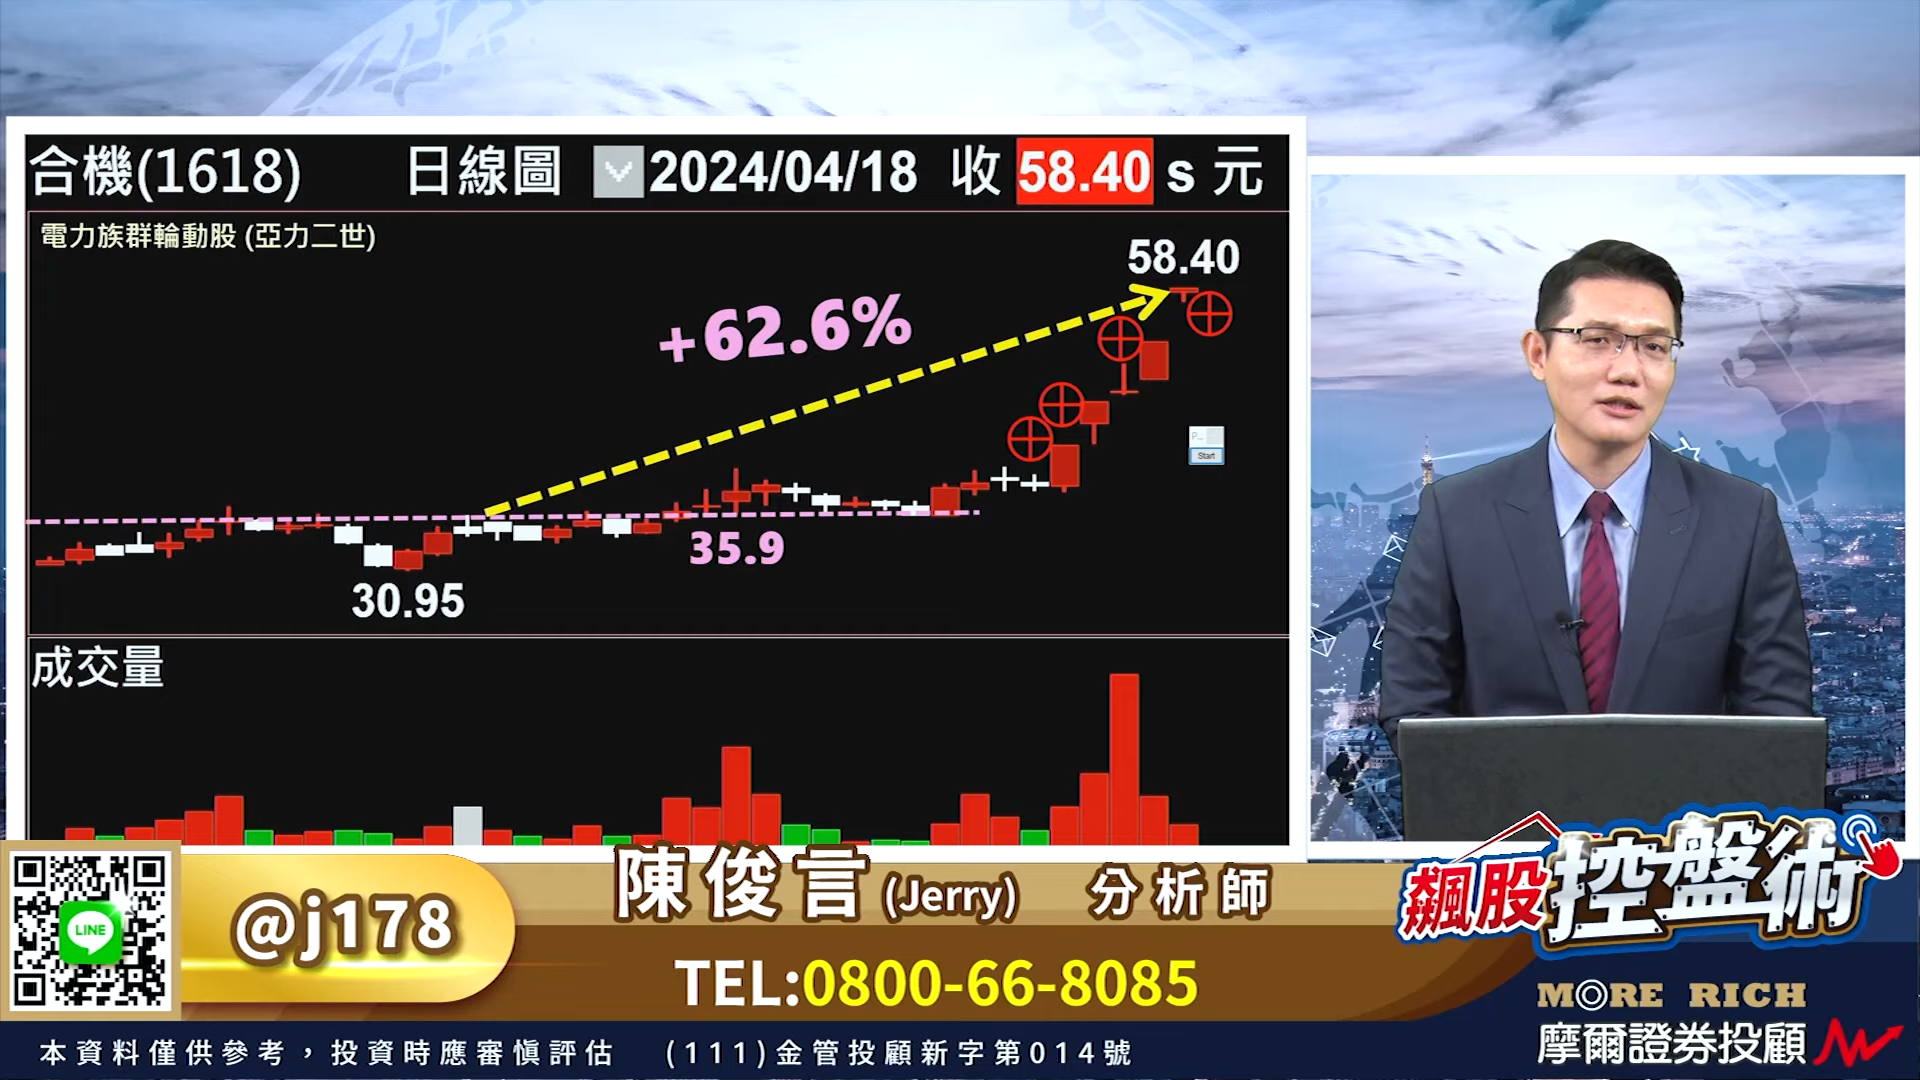 合機(1618) 日線圖 2024/04/18 收 58.40 s 元
電力族群輪動股 (亞力二世)
58.40
+62.6%
P...
Start
35.9
30.95
成交量
LINE
@j178
陳俊言 (Jerry) 分析師
TEL:0800-66-8085
飆股控盤術
MORE RICH
摩爾證券投顧
本資料僅供參考，投資時應審慎評估 (111)金管投顧新字第014號